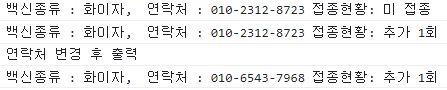 백신종류 : 화이자,  연락처 : 010-2312-8723 접종현황: 미 접종
백신종류 : 화이자,  연락처 : 010-2312-8723 접종현황: 추가 1회
연락처 변경 후 출력
백신종류 : 화이자,  연락처 : 010-6543-7968 접종현황: 추가 1회